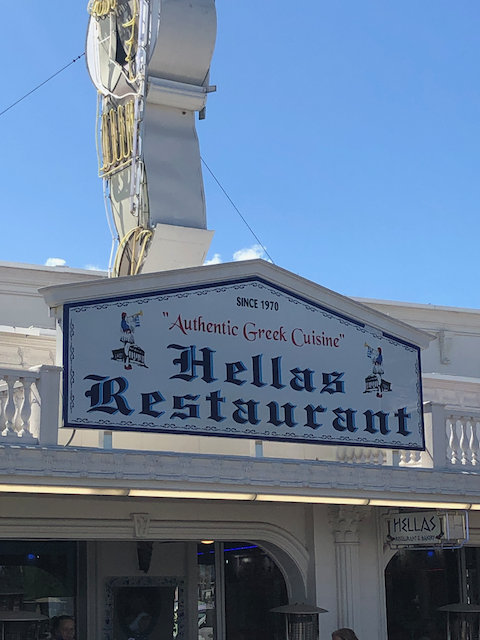 SINCE 1970
"Authentic Greek Cuisine"
Hellas
Restaurant
HELLAS
RESTAURANT & BAKERY